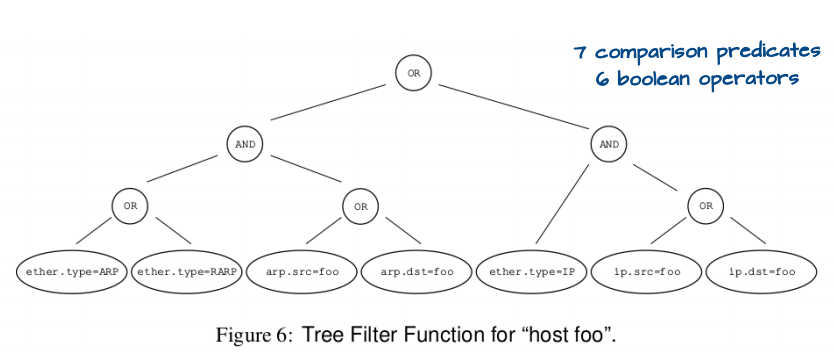 7 comparison predicates
6 boolean operators
OR
AND
AND
OR
OR
OR
ether.type=ARP
ether.type=RARP
arp.src=foo
arp.dst=foo
ether.type=IP
ip.src=foo
ip.dst=foo
Figure 6: Tree Filter Function for “host foo”.